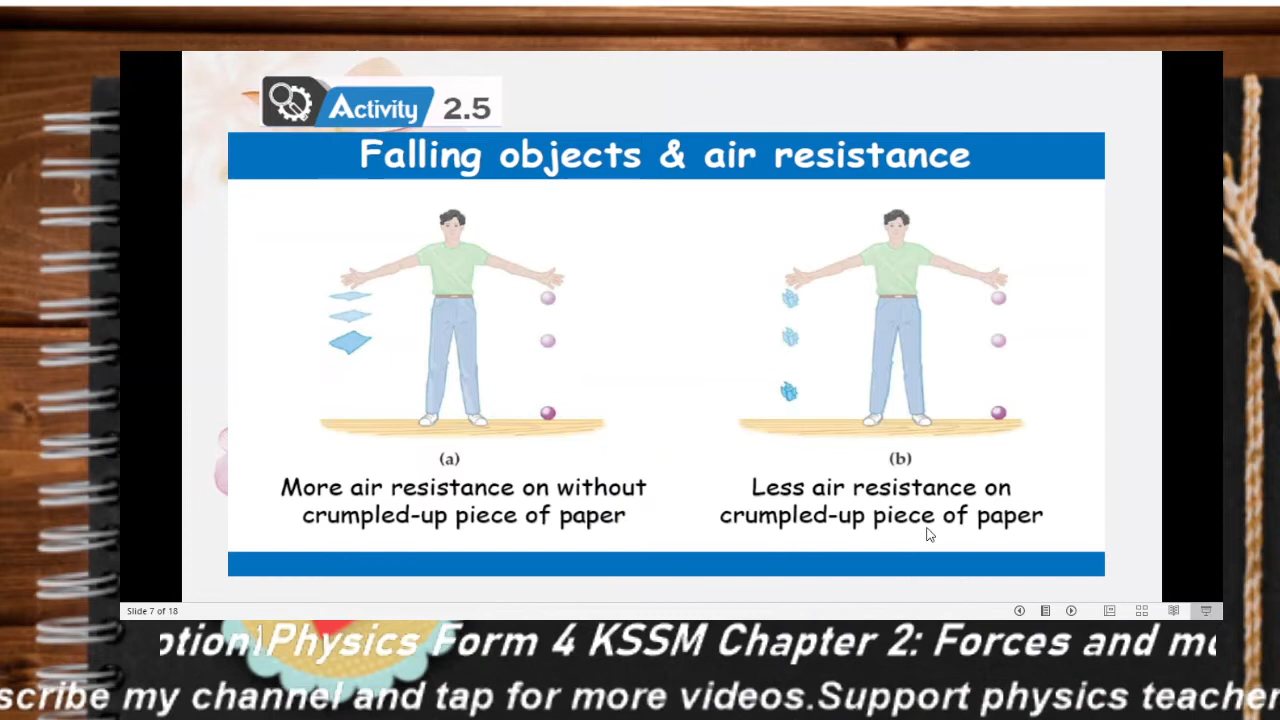 Activity 2.5
Falling objects & air resistance
(a)
More air resistance on without
crumpled-up piece of paper
(b)
Less air resistance on
crumpled-up piece of paper
Slide 7 of 18
Physics Form 4 KSSM Chapter 2: Forces and
my channel and tap for more videos.Support physics teacher